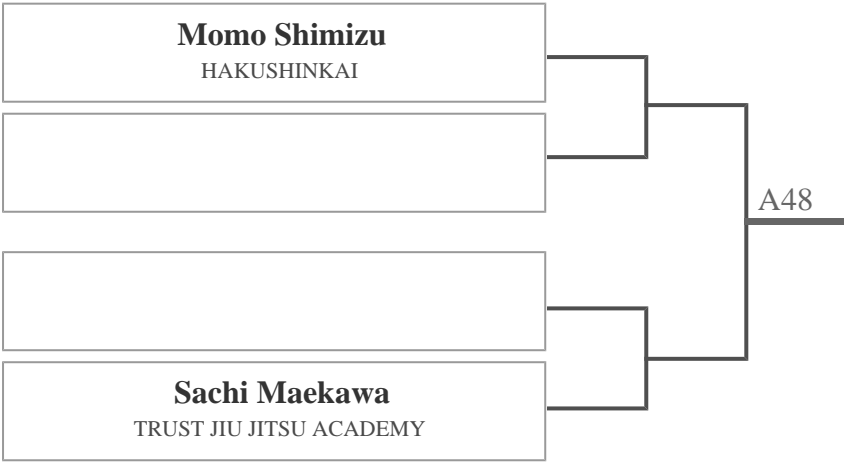 Momo Shimizu
HAKUSHINKAI
A48
Sachi Maekawa
TRUST JIU JITSU ACADEMY